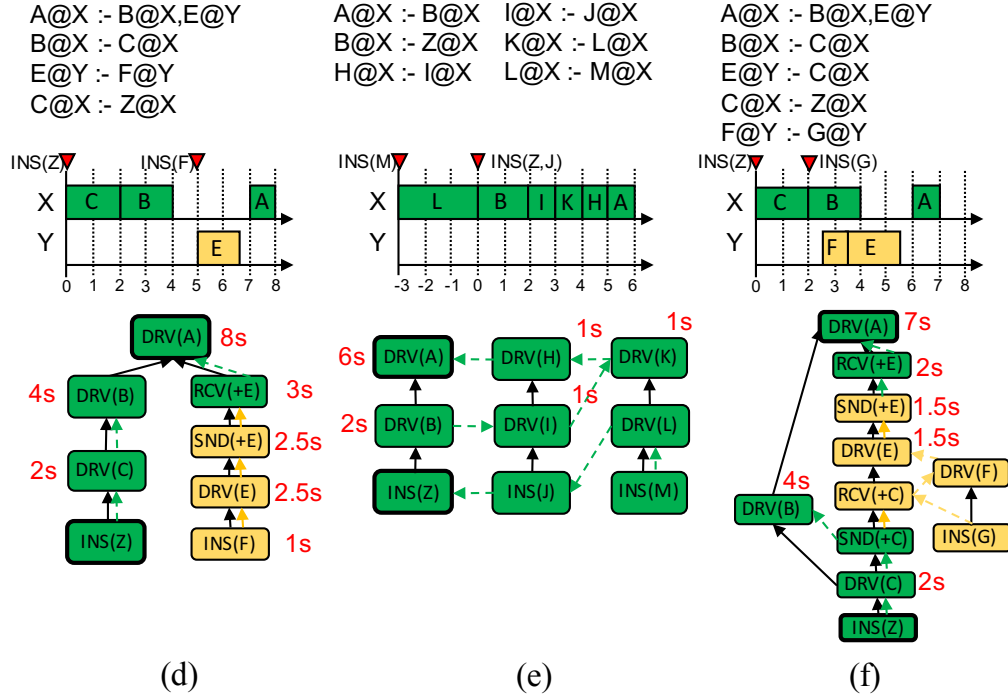 A@X :- B@X,E@Y
B@X :- C@X
E@Y :- F@Y
C@X :- Z@X
INS(Z)
INS(F)
X
C
B
A
Y
E
0 1 2 3 4 5 6 7 8
DRV(A)
8s
4s
DRV(B)
RCV(+E)
3s
SND(+E)
2.5s
2s
DRV(C)
DRV(E)
2.5s
INS(Z)
INS(F)
1s
(d)
A@X :- B@X
I@X :- J@X
B@X :- Z@X
K@X :- L@X
H@X :- I@X
L@X :- M@X
INS(M)
INS(Z,J)
X
L
B
I
K
H
A
Y
-3 -2 -1 0 1 2 3 4 5 6
1s
1s
6s
DRV(A)
DRV(H)
DRV(K)
1s
2s
DRV(B)
DRV(I)
DRV(L)
INS(Z)
INS(J)
INS(M)
(e)
A@X :- B@X,E@Y
B@X :- C@X
E@Y :- C@X
C@X :- Z@X
F@Y :- G@Y
INS(Z)
INS(G)
X
C
B
A
Y
F
E
0 1 2 3 4 5 6 7 8
DRV(A)
7s
RCV(+E)
2s
SND(+E)
1.5s
DRV(E)
1.5s
DRV(F)
4s
RCV(+C)
DRV(B)
SND(+C)
INS(G)
DRV(C)
2s
INS(Z)
(f)